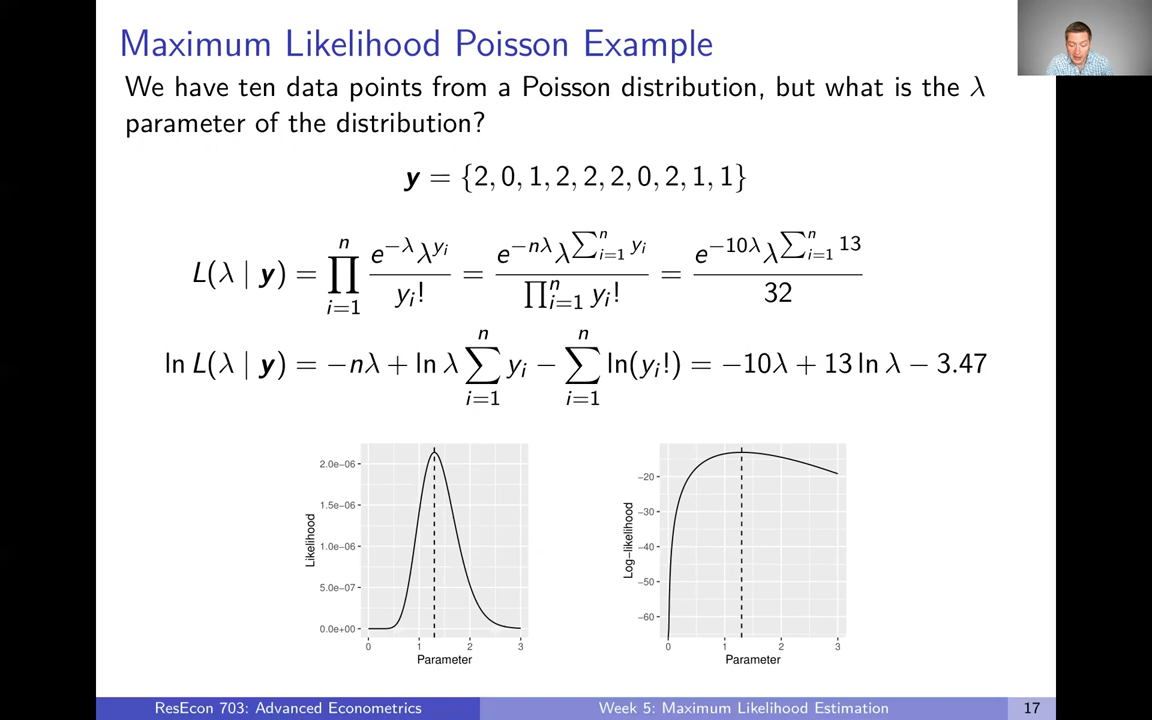 Maximum Likelihood Poisson Example
We have ten data points from a Poisson distribution, but what is the λ
parameter of the distribution?
y = {2, 0, 1, 2, 2, 2, 0, 2, 1, 1}
L(λ | y) = ∏_{i=1}^{n} e^{−λ} λ^{y_i} / y_i! = e^{−nλ} λ^{∑_{i=1}^{n} y_i} / ∏_{i=1}^{n} y_i! = e^{−10λ} λ^{∑_{i=1}^{n} 13} / 32
ln L(λ | y) = −nλ + ln λ ∑_{i=1}^{n} y_i − ∑_{i=1}^{n} ln(y_i!) = −10λ + 13 ln λ − 3.47
Likelihood
2.0e−06
1.5e−06
1.0e−06
5.0e−07
0.0e+00
0 1 2 3
Parameter
Log−likelihood
−20
−30
−40
−50
−60
0 1 2 3
Parameter
ResEcon 703: Advanced Econometrics
Week 5: Maximum Likelihood Estimation
17